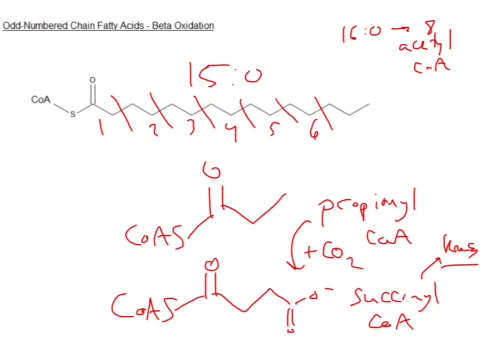 Odd-Numbered Chain Fatty Acids - Beta Oxidation
16:0 → 8
acetyl
CoA
15:0
O
CoA
S
1 2 3 4 5 6
O
CoAS
propionyl
CoA
+CO2
O
CoAS
O-
O
succinyl
CoA